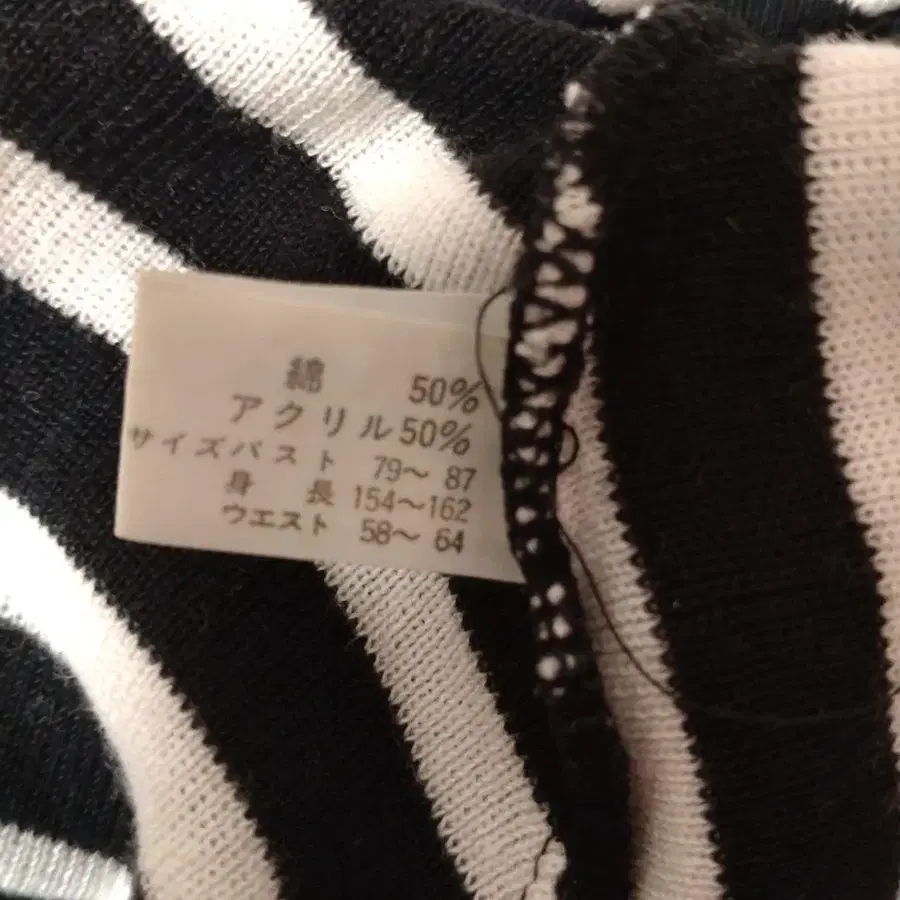 綿 50%
アクリル 50%
サイズバスト 79〜 87
身 長 154〜162
ウエスト 58〜 64